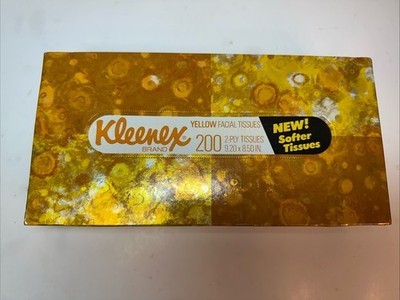 Kleenex
BRAND
YELLOW FACIAL TISSUES
200 2-PLY TISSUES
9.20 x 8.50 IN.
NEW!
Softer
Tissues